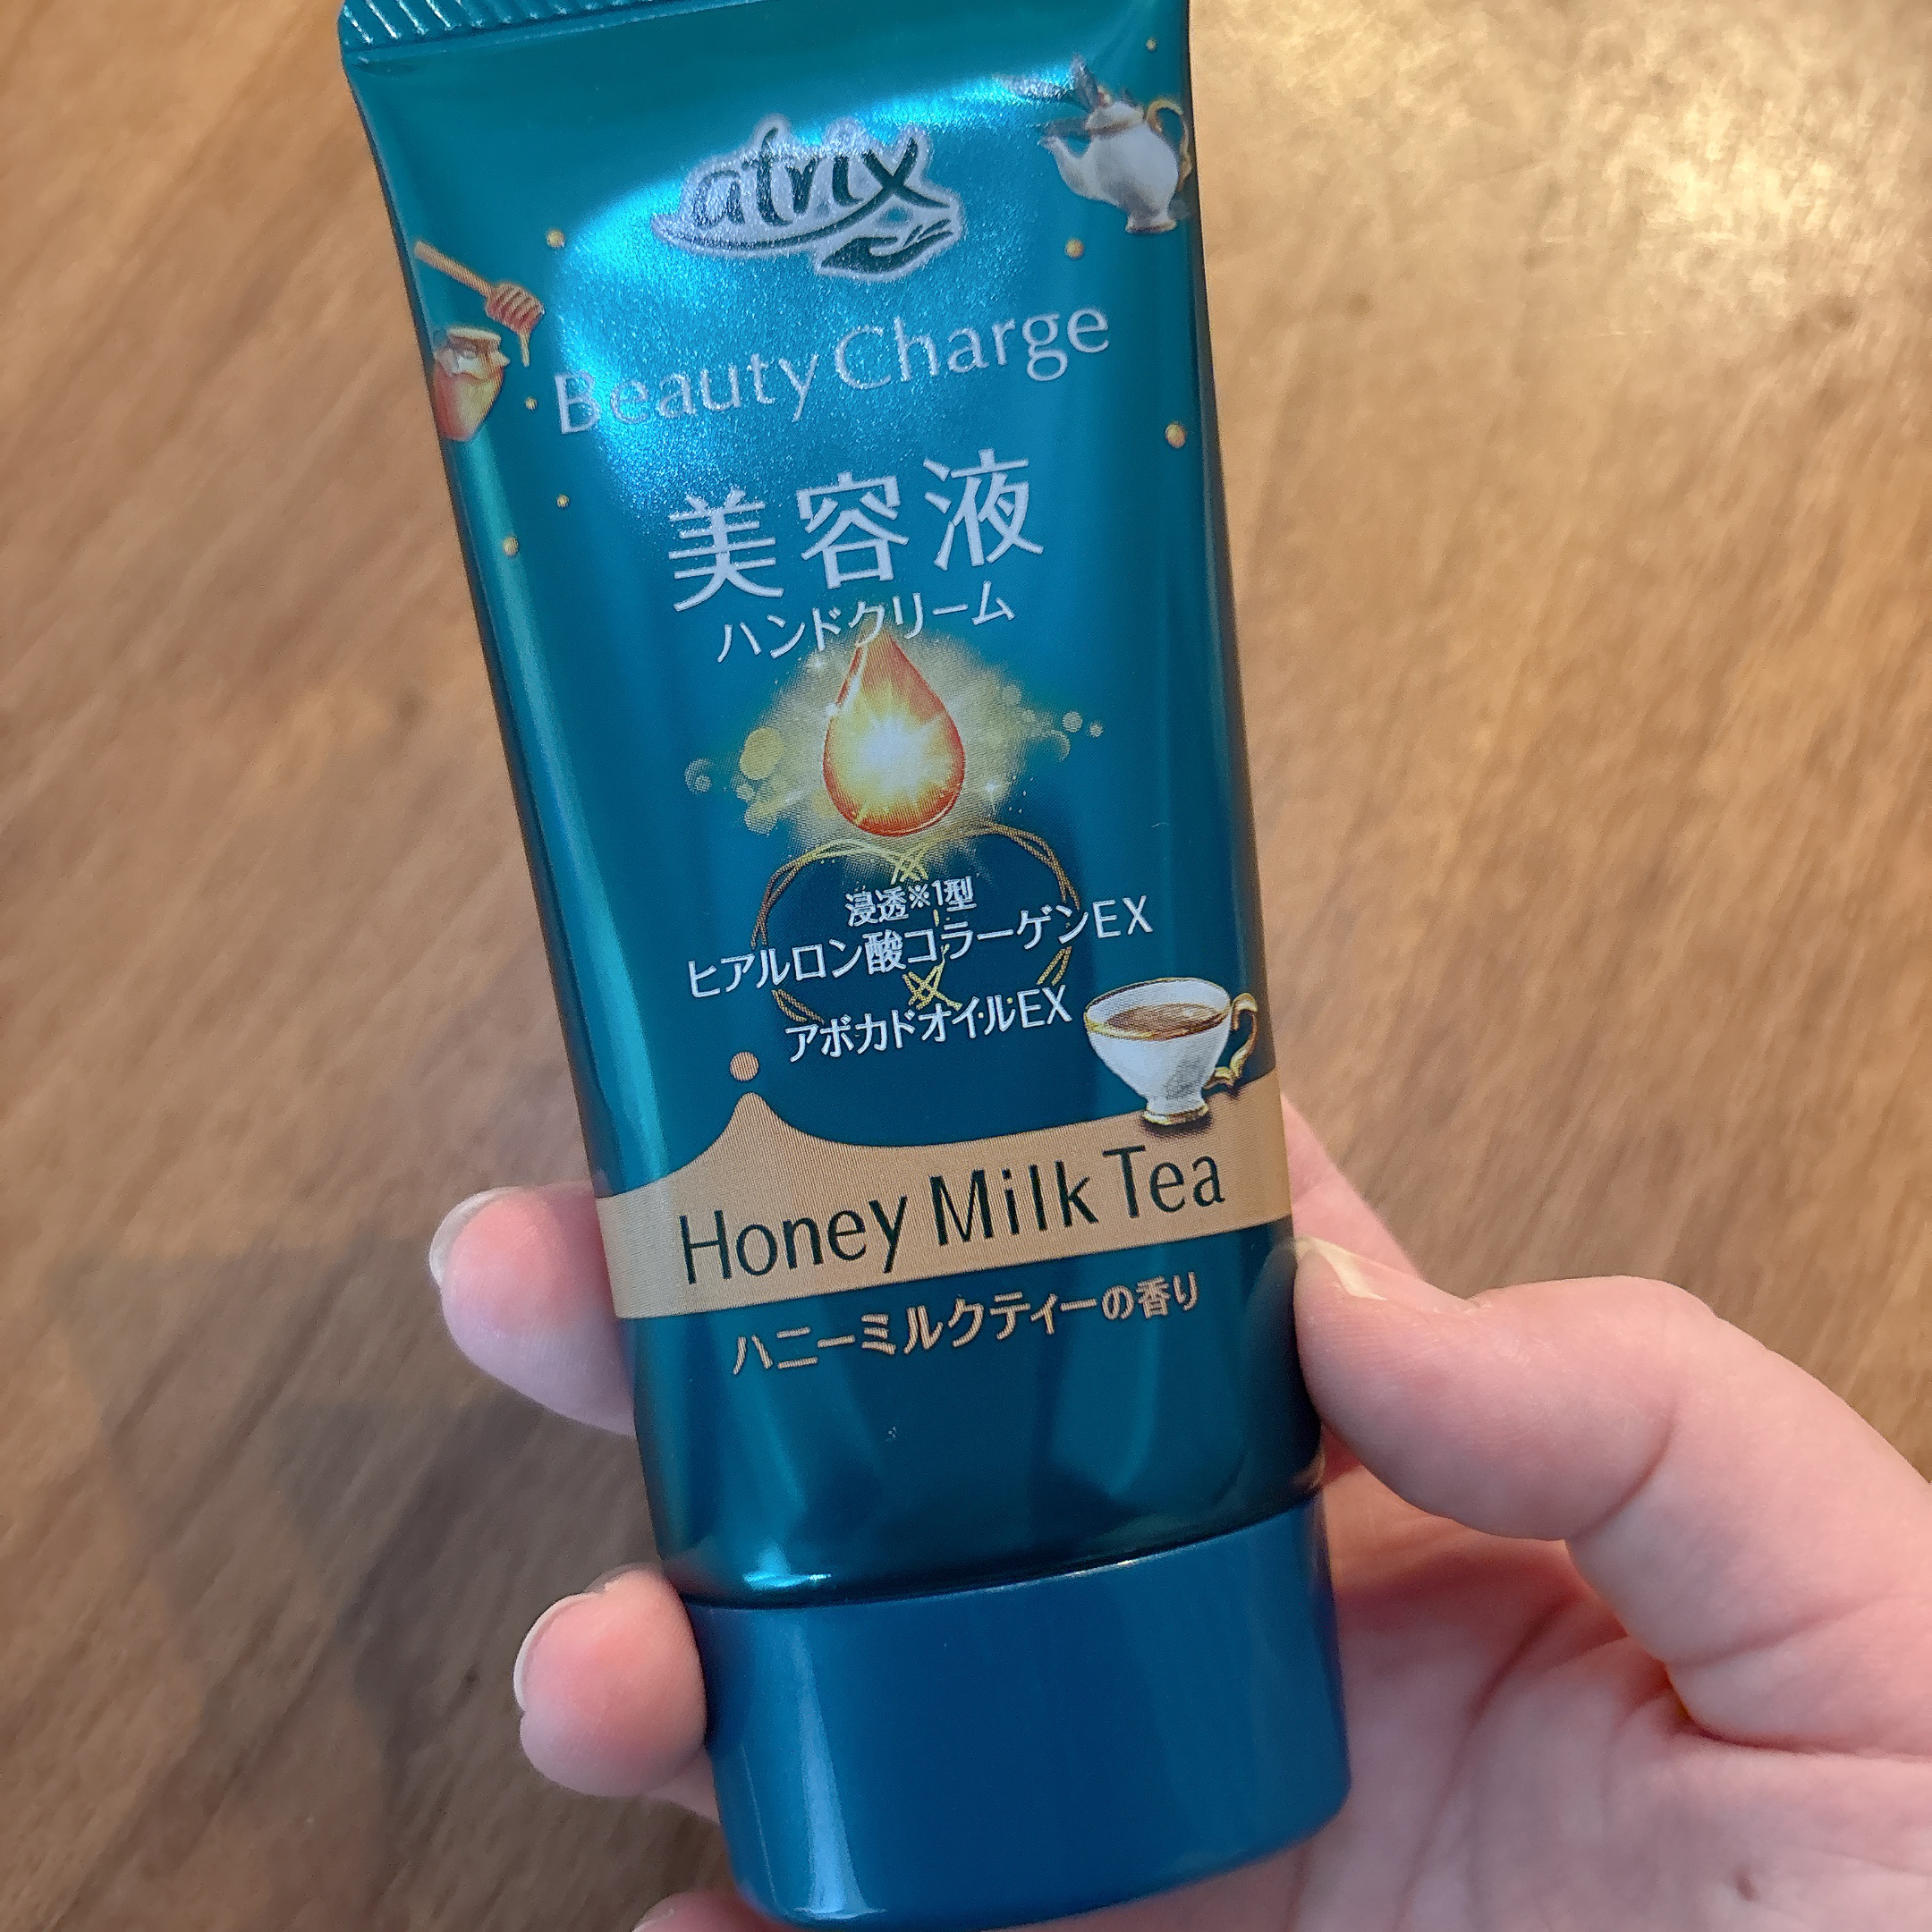 atrix
Beauty Charge
美容液
ハンドクリーム
浸透※1型
ヒアルロン酸コラーゲンEX
アボカドオイルEX
Honey Milk Tea
ハニーミルクティーの香り